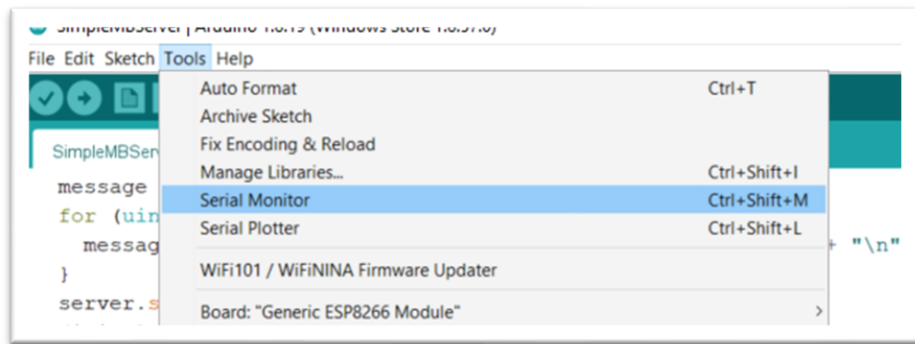 SimpleMBServer | Arduino 1.8.19 (Windows Store 1.8.57.0)
File Edit Sketch Tools Help
Auto Format Ctrl+T
Archive Sketch
Fix Encoding & Reload
SimpleMBSer
Manage Libraries... Ctrl+Shift+I
message
Serial Monitor Ctrl+Shift+M
for (uin
Serial Plotter Ctrl+Shift+L
messag + "\n"
}
WiFi101 / WiFiNINA Firmware Updater
server.s
Board: "Generic ESP8266 Module" >